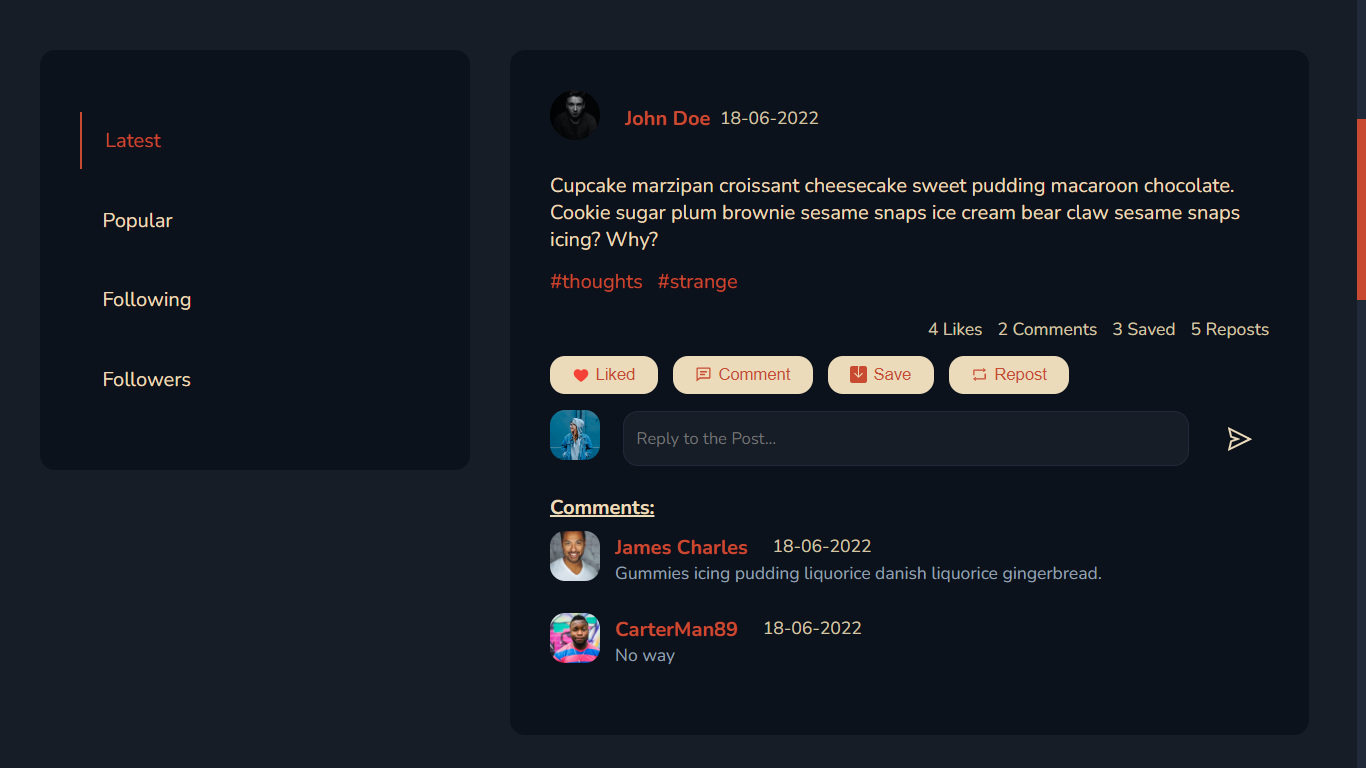 Latest
Popular
Following
Followers
John Doe 18-06-2022
Cupcake marzipan croissant cheesecake sweet pudding macaroon chocolate.
Cookie sugar plum brownie sesame snaps ice cream bear claw sesame snaps
icing? Why?
#thoughts #strange
4 Likes 2 Comments 3 Saved 5 Reposts
Liked Comment Save Repost
Reply to the Post...
Comments:
James Charles 18-06-2022
Gummies icing pudding liquorice danish liquorice gingerbread.
CarterMan89 18-06-2022
No way